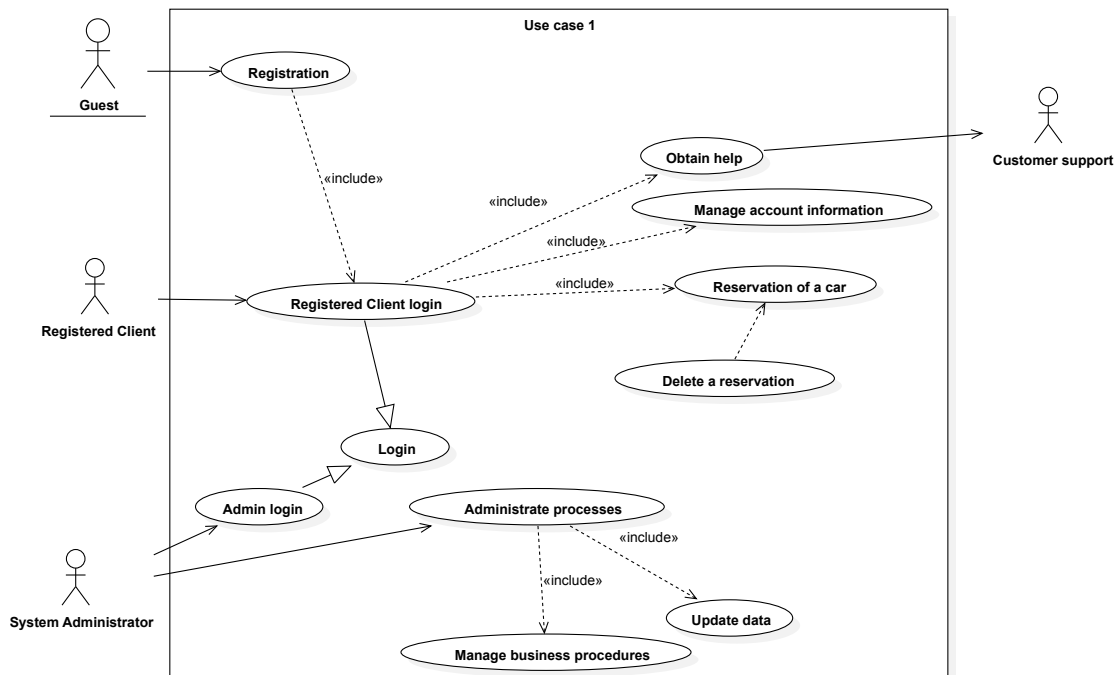 Use case 1
Registration
Guest
Obtain help
Customer support
«include»
«include»
Manage account information
«include»
Reservation of a car
«include»
Registered Client login
Registered Client
Delete a reservation
Login
Admin login
Administrate processes
«include»
«include»
System Administrator
Update data
Manage business procedures